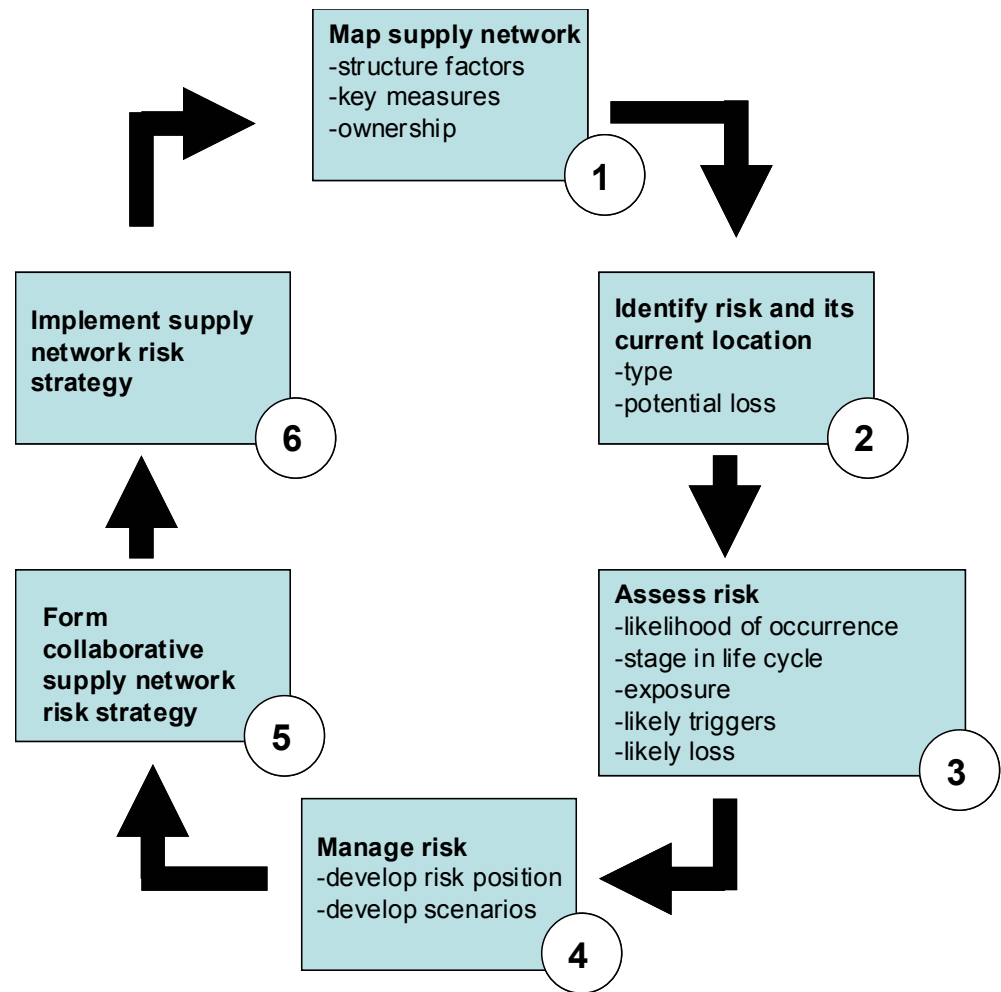 Map supply network
-structure factors
-key measures
-ownership
1
Identify risk and its
current location
-type
-potential loss
2
Assess risk
-likelihood of occurrence
-stage in life cycle
-exposure
-likely triggers
-likely loss
3
Manage risk
-develop risk position
-develop scenarios
4
Form
collaborative
supply network
risk strategy
5
Implement supply
network risk
strategy
6